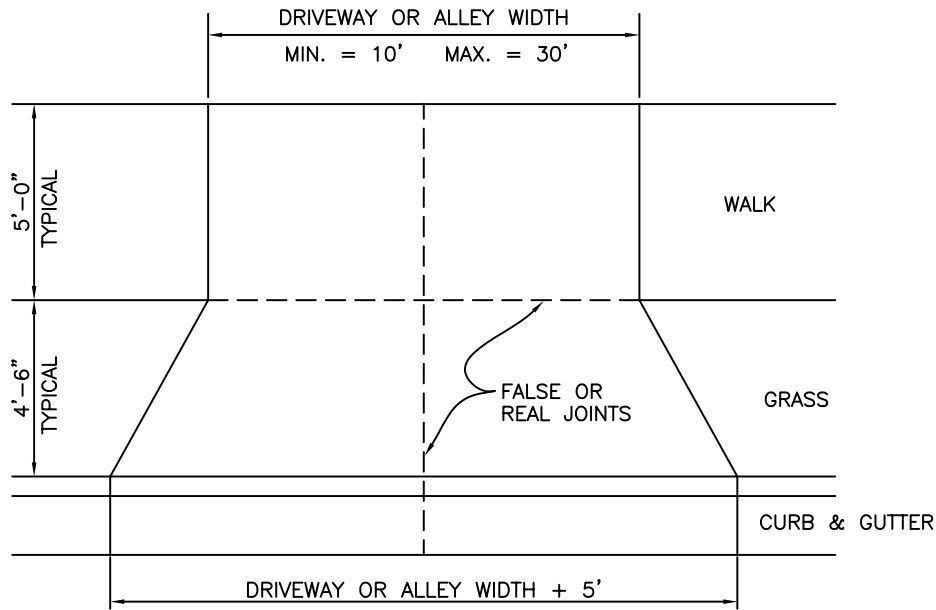 DRIVEWAY OR ALLEY WIDTH
MIN. = 10' MAX. = 30'
5'-0"
TYPICAL
WALK
4'-6"
TYPICAL
FALSE OR
REAL JOINTS
GRASS
CURB & GUTTER
DRIVEWAY OR ALLEY WIDTH + 5'